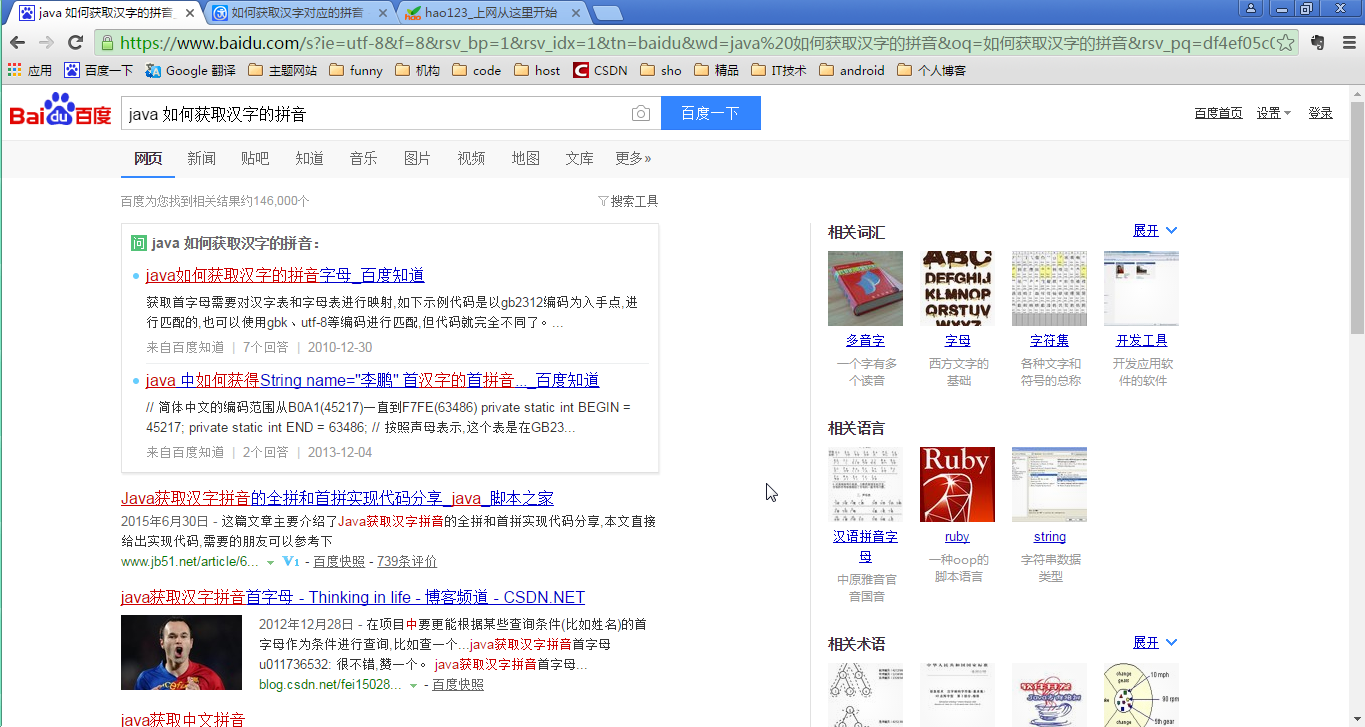 java 如何获取汉字的拼音
如何获取汉字对应的拼音
hao123_上网从这里开始
https://www.baidu.com/s?ie=utf-8&f=8&rsv_bp=1&rsv_idx=1&tn=baidu&wd=java%20如何获取汉字的拼音&oq=如何获取汉字的拼音&rsv_pq=df4ef05c0
应用 百度一下 Google 翻译 主题网站 funny 机构 code host CSDN sho 精品 IT技术 android 个人博客
Bai du 百度
java 如何获取汉字的拼音
百度一下
百度首页 设置 登录
网页 新闻 贴吧 知道 音乐 图片 视频 地图 文库 更多»
百度为您找到相关结果约146,000个
搜索工具
问 java 如何获取汉字的拼音:
java如何获取汉字的拼音字母_百度知道
获取首字母需要对汉字表和字母表进行映射,如下示例代码是以gb2312编码为入手点,进
行匹配的,也可以使用gbk、utf-8等编码进行匹配,但代码就完全不同了。...
来自百度知道 | 7个回答 | 2010-12-30
java 中如何获得String name="李鹏" 首汉字的首拼音..._百度知道
// 简体中文的编码范围从B0A1(45217)一直到F7FE(63486) private static int BEGIN =
45217; private static int END = 63486; // 按照声母表示,这个表是在GB23...
来自百度知道 | 2个回答 | 2013-12-04
Java获取汉字拼音的全拼和首拼实现代码分享_java_脚本之家
2015年6月30日 - 这篇文章主要介绍了Java获取汉字拼音的全拼和首拼实现代码分享,本文直接
给出实现代码,需要的朋友可以参考下
www.jb51.net/article/6... V1 - 百度快照 - 739条评价
java获取汉字拼音首字母 - Thinking in life - 博客频道 - CSDN.NET
2012年12月28日 - 在项目中要更能根据某些查询条件(比如姓名)的首
字母作为条件进行查询,比如查一个...java获取汉字拼音首字母
u011736532: 很不错,赞一个。 java获取汉字拼音首字母...
blog.csdn.net/fei15028... - 百度快照
java获取中文拼音
相关词汇 展开
ABC
DEFGHIJ
KLMNOP
QRSTUV
WXYZ
多音字 字母 字符集 开发工具
一个字有多 西方文字的 各种文字和 开发应用软
个读音 基础 符号的总称 件的软件
相关语言
Ruby
汉语拼音字 ruby string
母
中原雅音官 一种oop的 字符串数据
音官国音 脚本语言 类型
相关术语 展开
change
gear
10 mph
90 rpm
9th gear
change